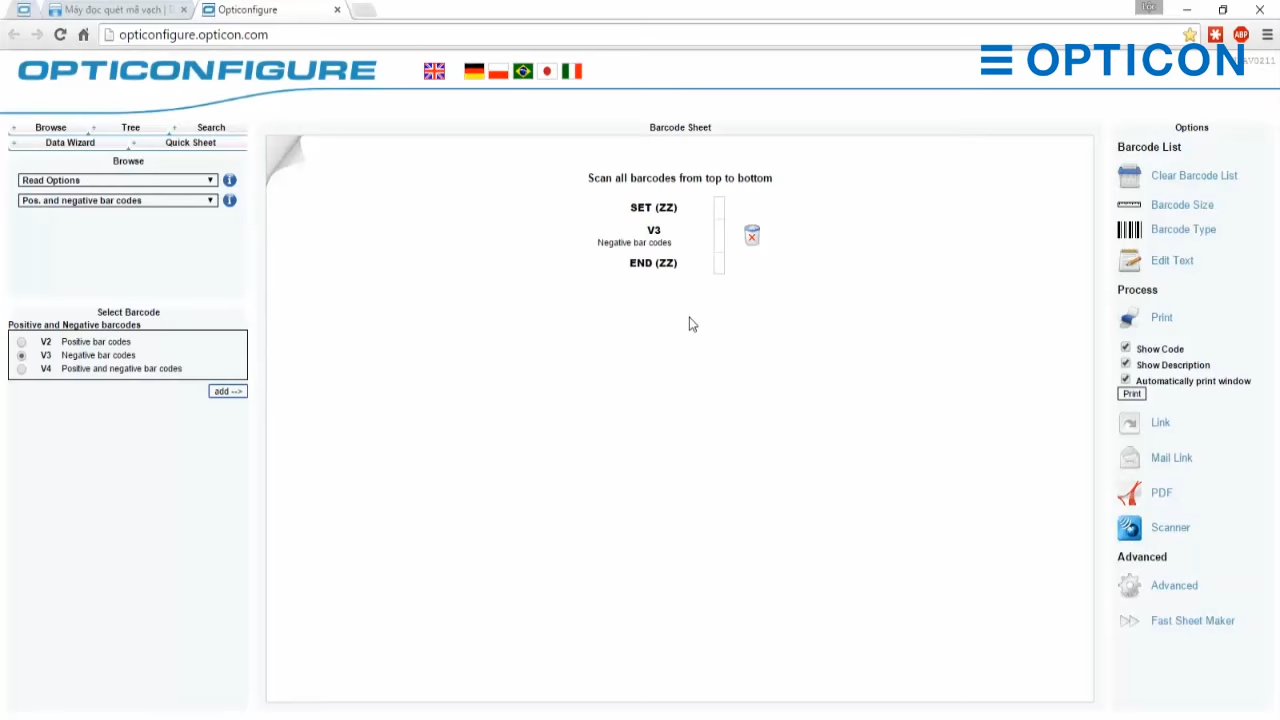 Máy đọc quét mã vạch |
Opticonfigure
opticonfigure.opticon.com
ABP
OPTICONFIGURE
OPTICON
Browse
Tree
Search
Data Wizard
Quick Sheet
Browse
Read Options
Pos. and negative bar codes
Select Barcode
Positive and Negative barcodes
V2 Positive bar codes
V3 Negative bar codes
V4 Positive and negative bar codes
add -->
Barcode Sheet
Scan all barcodes from top to bottom
SET (ZZ)
V3
Negative bar codes
END (ZZ)
Options
Barcode List
Clear Barcode List
Barcode Size
Barcode Type
Edit Text
Process
Print
Show Code
Show Description
Automatically print window
Print
Link
Mail Link
PDF
Scanner
Advanced
Advanced
Fast Sheet Maker